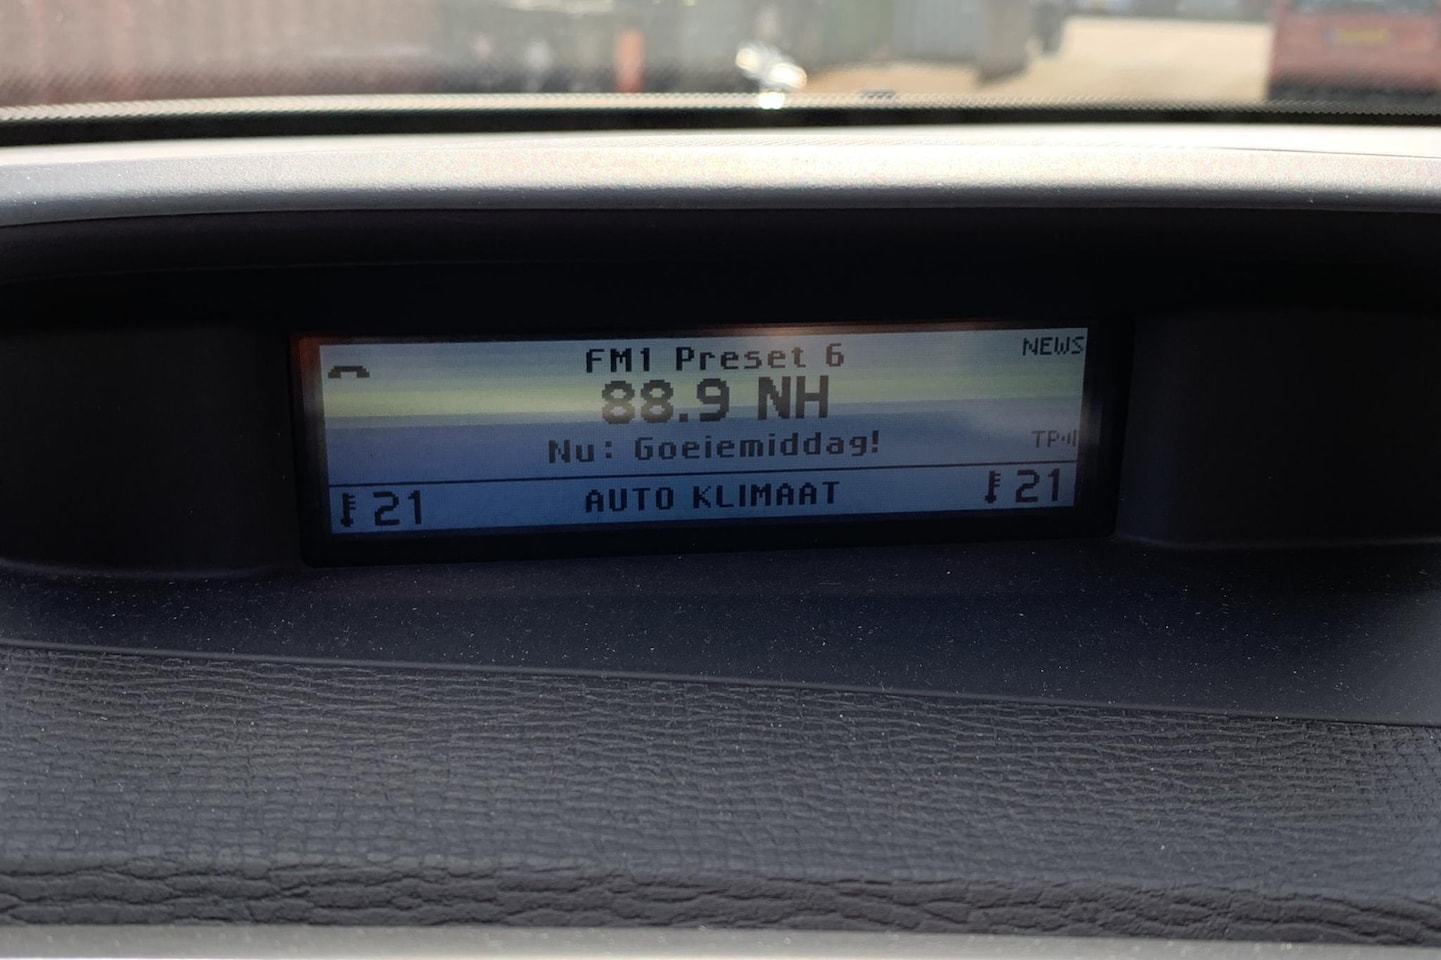 FM1 Preset 6
NEWS
88.9 NH
Nu: Goeiemiddag!
TP
21
AUTO KLIMAAT
21